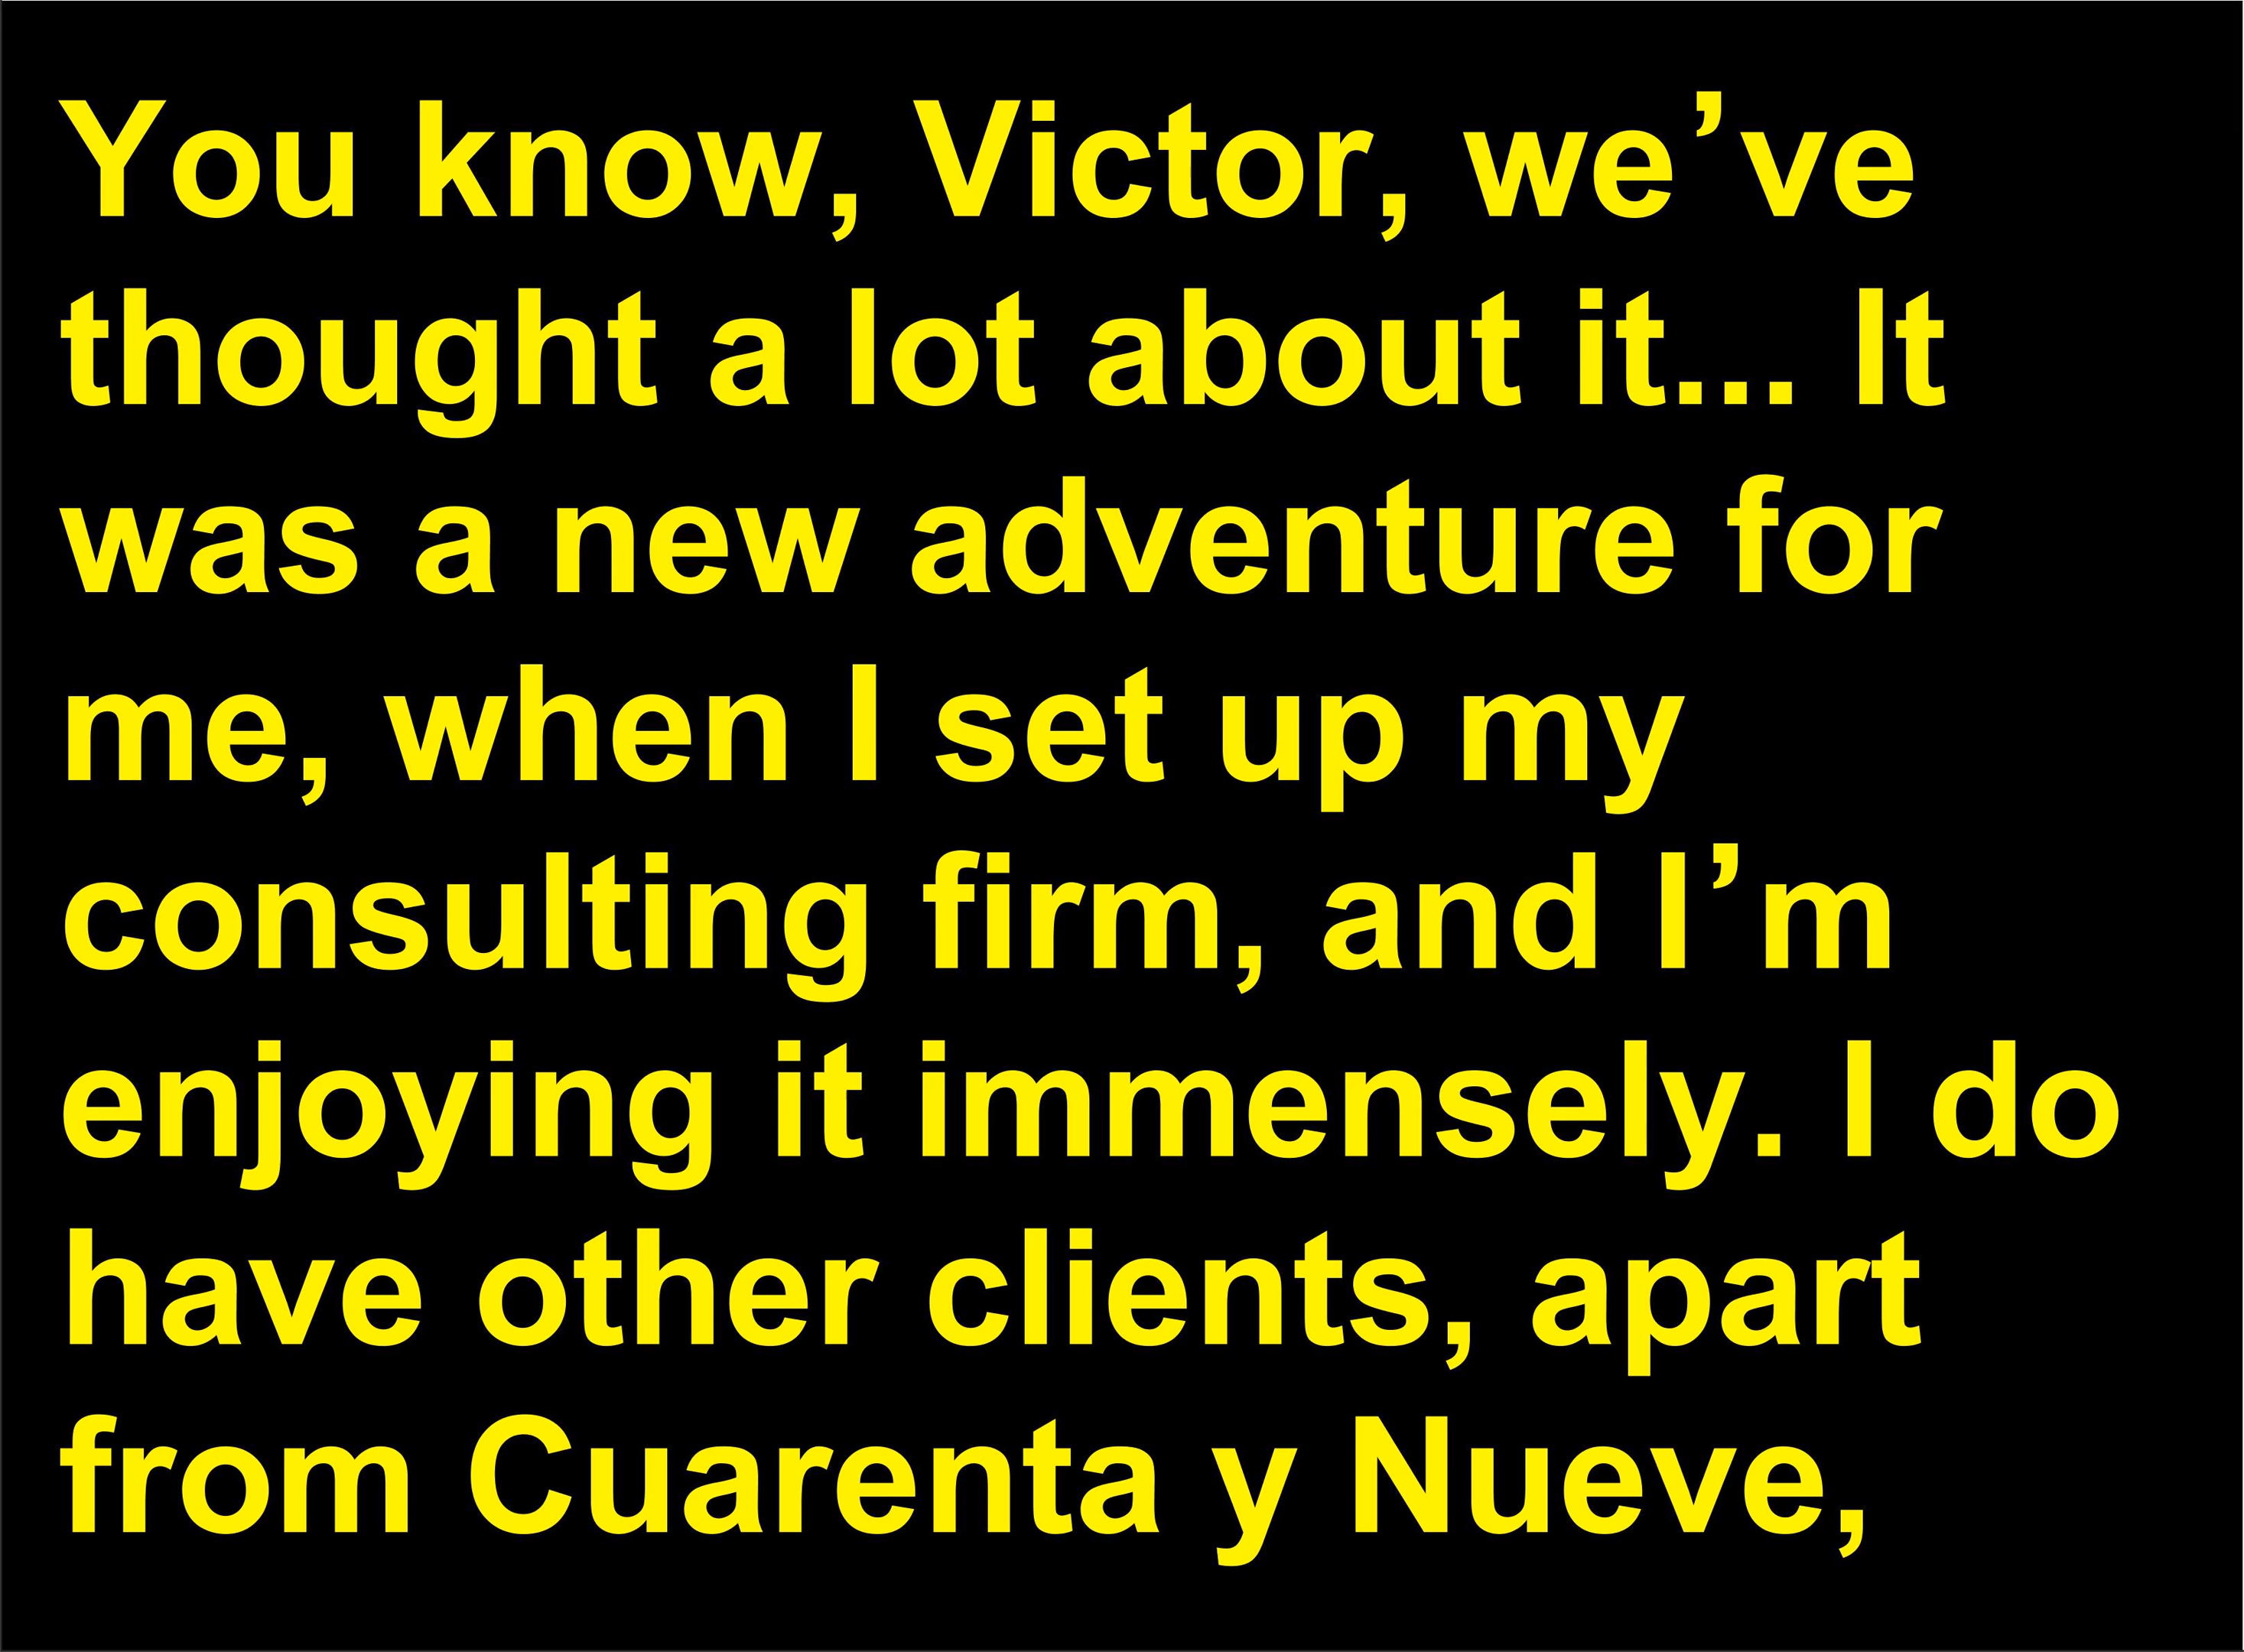 You know, Victor, we’ve
thought a lot about it... It
was a new adventure for
me, when I set up my
consulting firm, and I’m
enjoying it immensely. I do
have other clients, apart
from Cuarenta y Nueve,